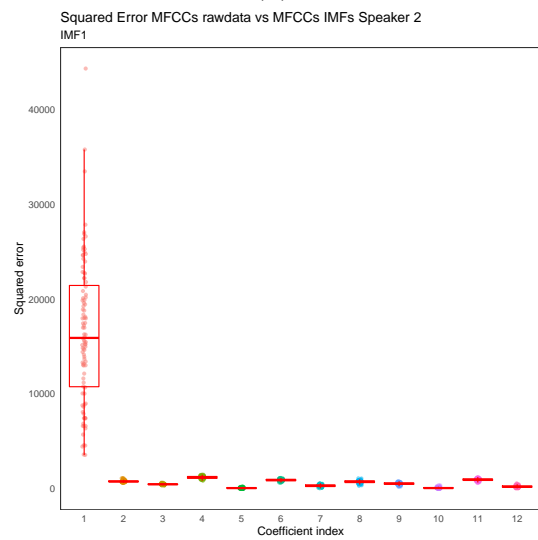 Squared Error MFCCs rawdata vs MFCCs IMFs Speaker 2
IMF1
40000
30000
20000
10000
0
Squared error
1 2 3 4 5 6 7 8 9 10 11 12
Coefficient index